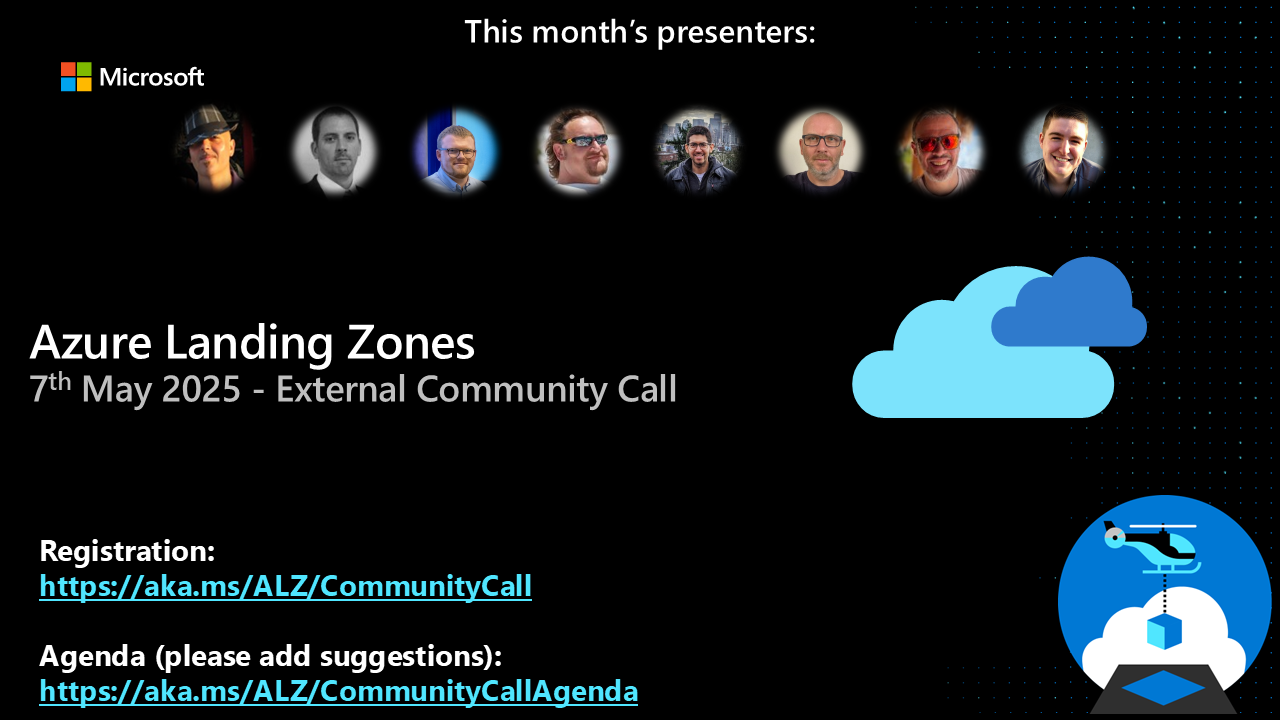 This month’s presenters:
Microsoft
Azure Landing Zones
7th May 2025 - External Community Call
Registration:
https://aka.ms/ALZ/CommunityCall
Agenda (please add suggestions):
https://aka.ms/ALZ/CommunityCallAgenda